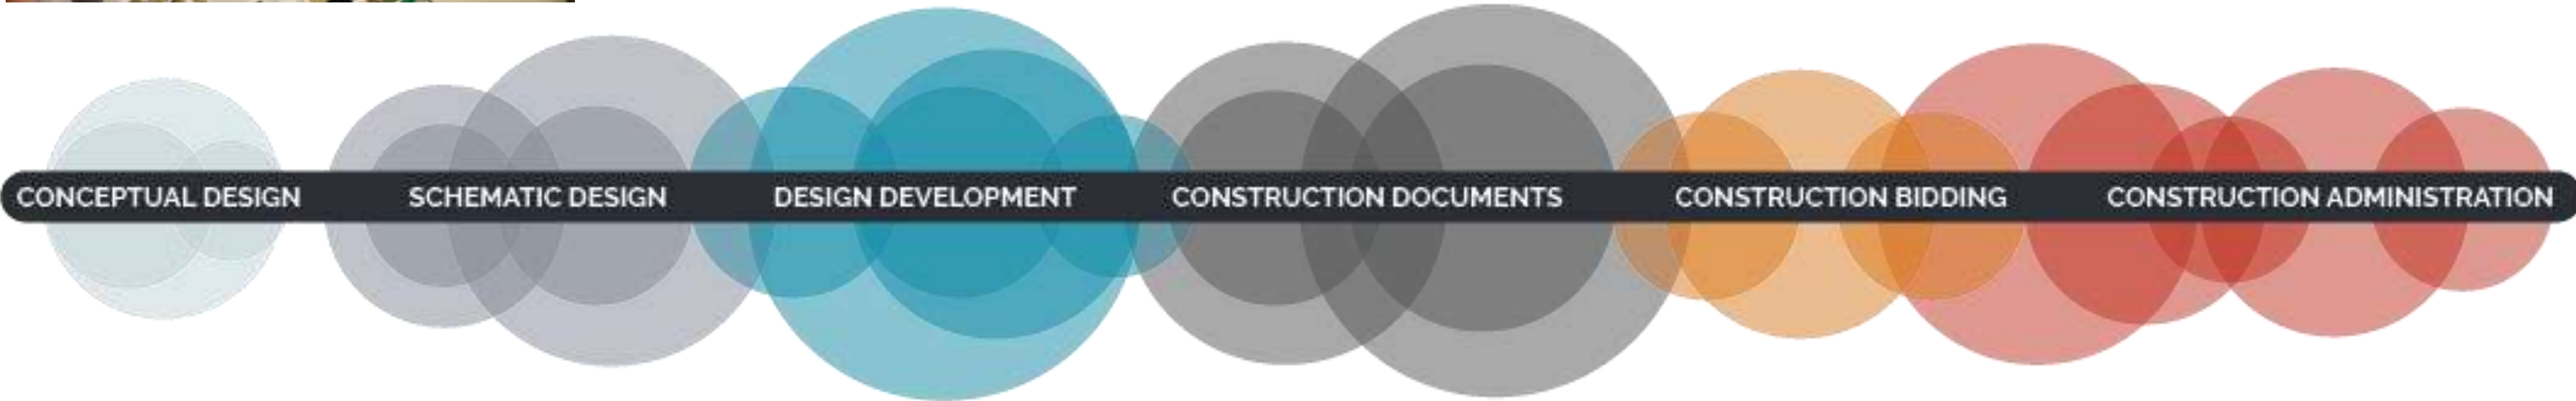 CONCEPTUAL DESIGN
SCHEMATIC DESIGN
DESIGN DEVELOPMENT
CONSTRUCTION DOCUMENTS
CONSTRUCTION BIDDING
CONSTRUCTION ADMINISTRATION